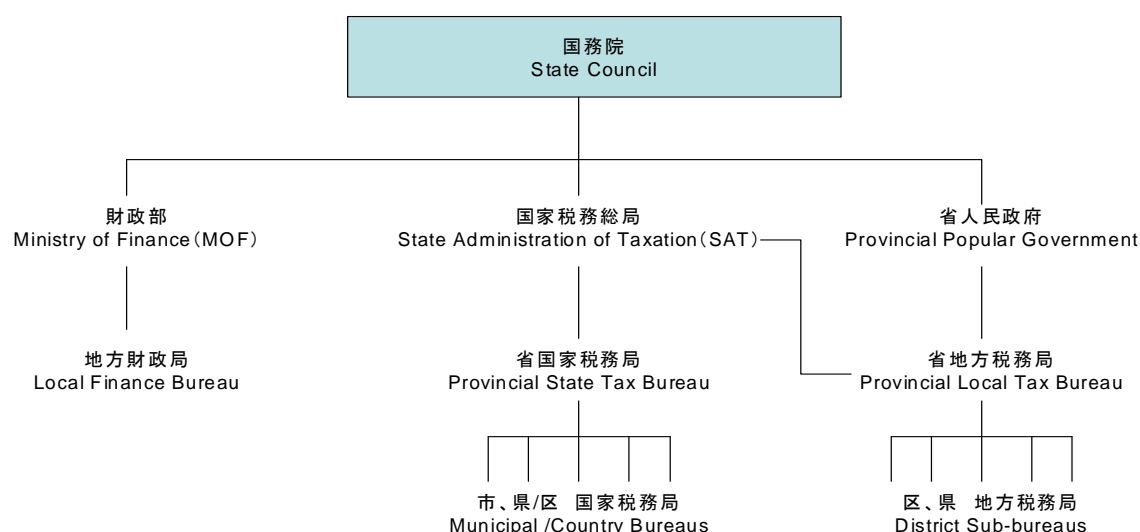 国務院
State Council
財政部
Ministry of Finance(MOF)
国家税務総局
State Administration of Taxation(SAT)
省人民政府
Provincial Popular Government
地方財政局
Local Finance Bureau
省国家税務局
Provincial State Tax Bureau
省地方税務局
Provincial Local Tax Bureau
市、県/区 国家税務局
Municipal /Country Bureaus
区、県 地方税務局
District Sub-bureaus